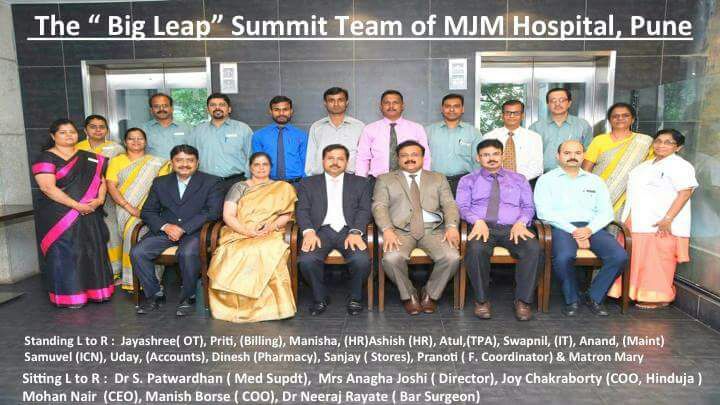 The “ Big Leap” Summit Team of MJM Hospital, Pune
Standing L to R : Jayashree( OT), Priti, (Billing), Manisha, (HR)Ashish (HR), Atul,(TPA), Swapnil, (IT), Anand, (Maint)
Samuvel (ICN), Uday, (Accounts), Dinesh (Pharmacy), Sanjay ( Stores), Pranoti ( F. Coordinator) & Matron Mary
Sitting L to R : Dr S. Patwardhan ( Med Supdt), Mrs Anagha Joshi ( Director), Joy Chakraborty (COO, Hinduja )
Mohan Nair (CEO), Manish Borse ( COO), Dr Neeraj Rayate ( Bar Surgeon)